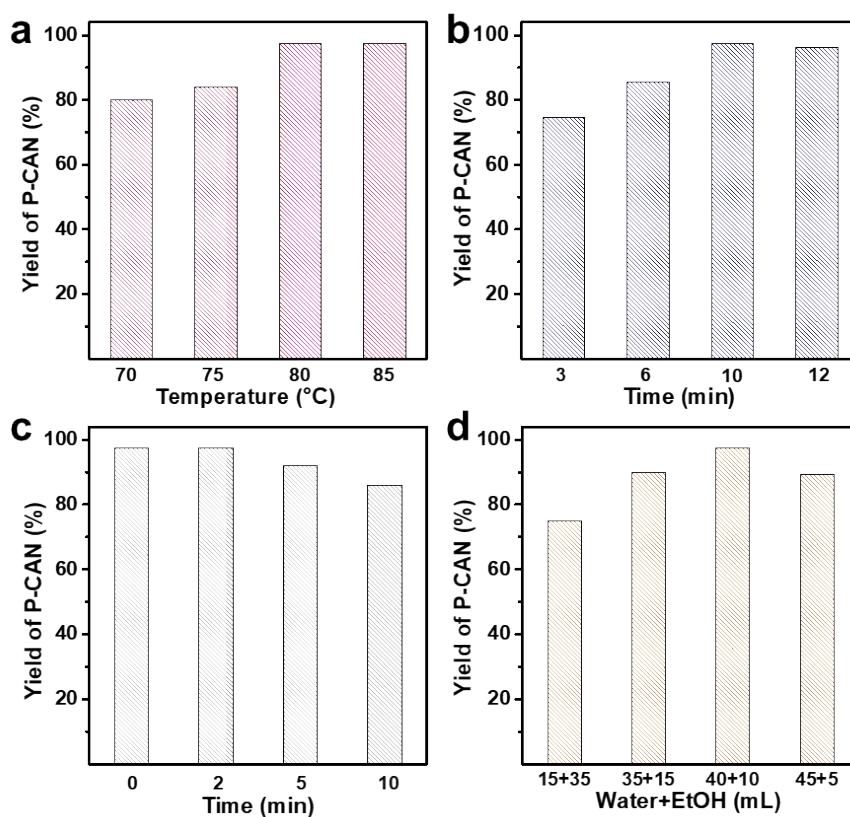 a
Yield of P-CAN (%)
100
80
60
40
20
70 75 80 85
Temperature (°C)
b
Yield of P-CAN (%)
100
80
60
40
20
3 6 10 12
Time (min)
c
Yield of P-CAN (%)
100
80
60
40
20
0 2 5 10
Time (min)
d
Yield of P-CAN (%)
100
80
60
40
20
15+35 35+15 40+10 45+5
Water+EtOH (mL)